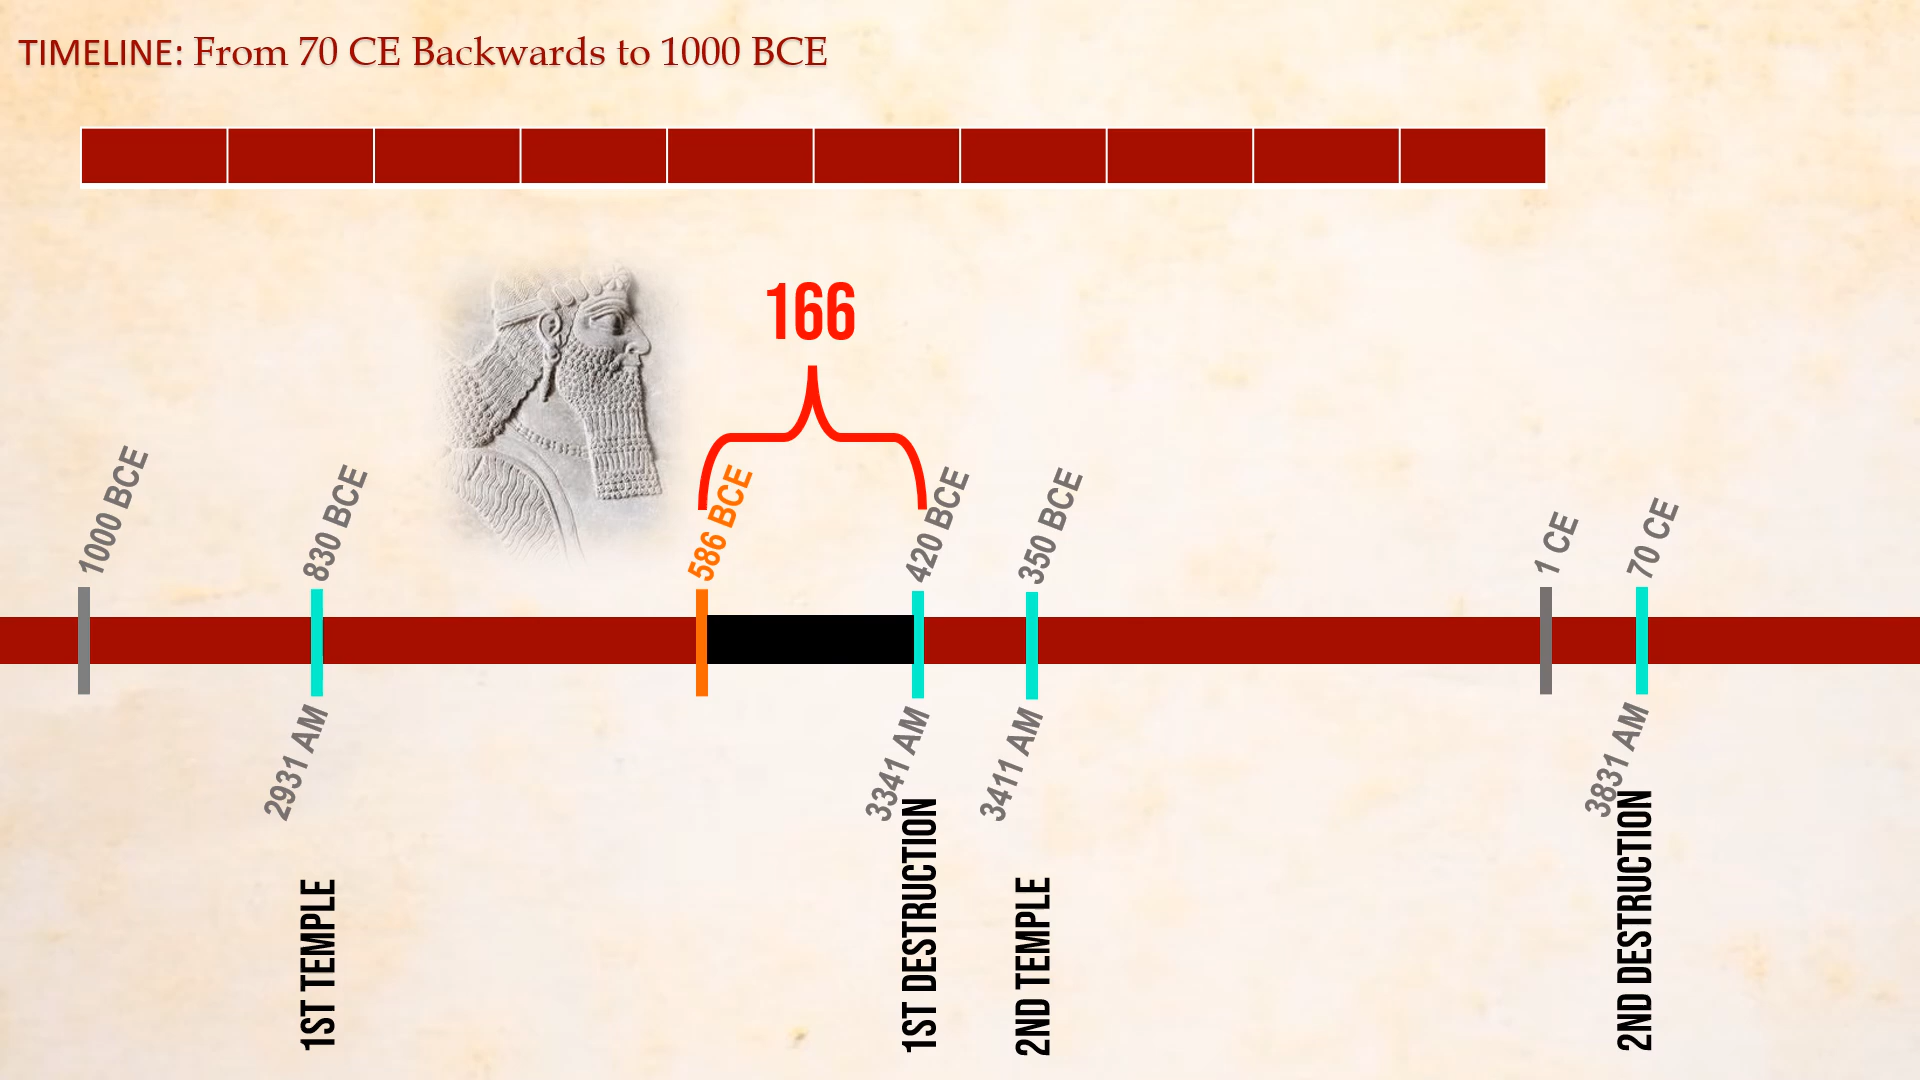 TIMELINE: From 70 CE Backwards to 1000 BCE
166
1000 BCE
830 BCE
586 BCE
420 BCE
350 BCE
1 CE
70 CE
2931 AM
3341 AM
3411 AM
3831 AM
1ST TEMPLE
1ST DESTRUCTION
2ND TEMPLE
2ND DESTRUCTION